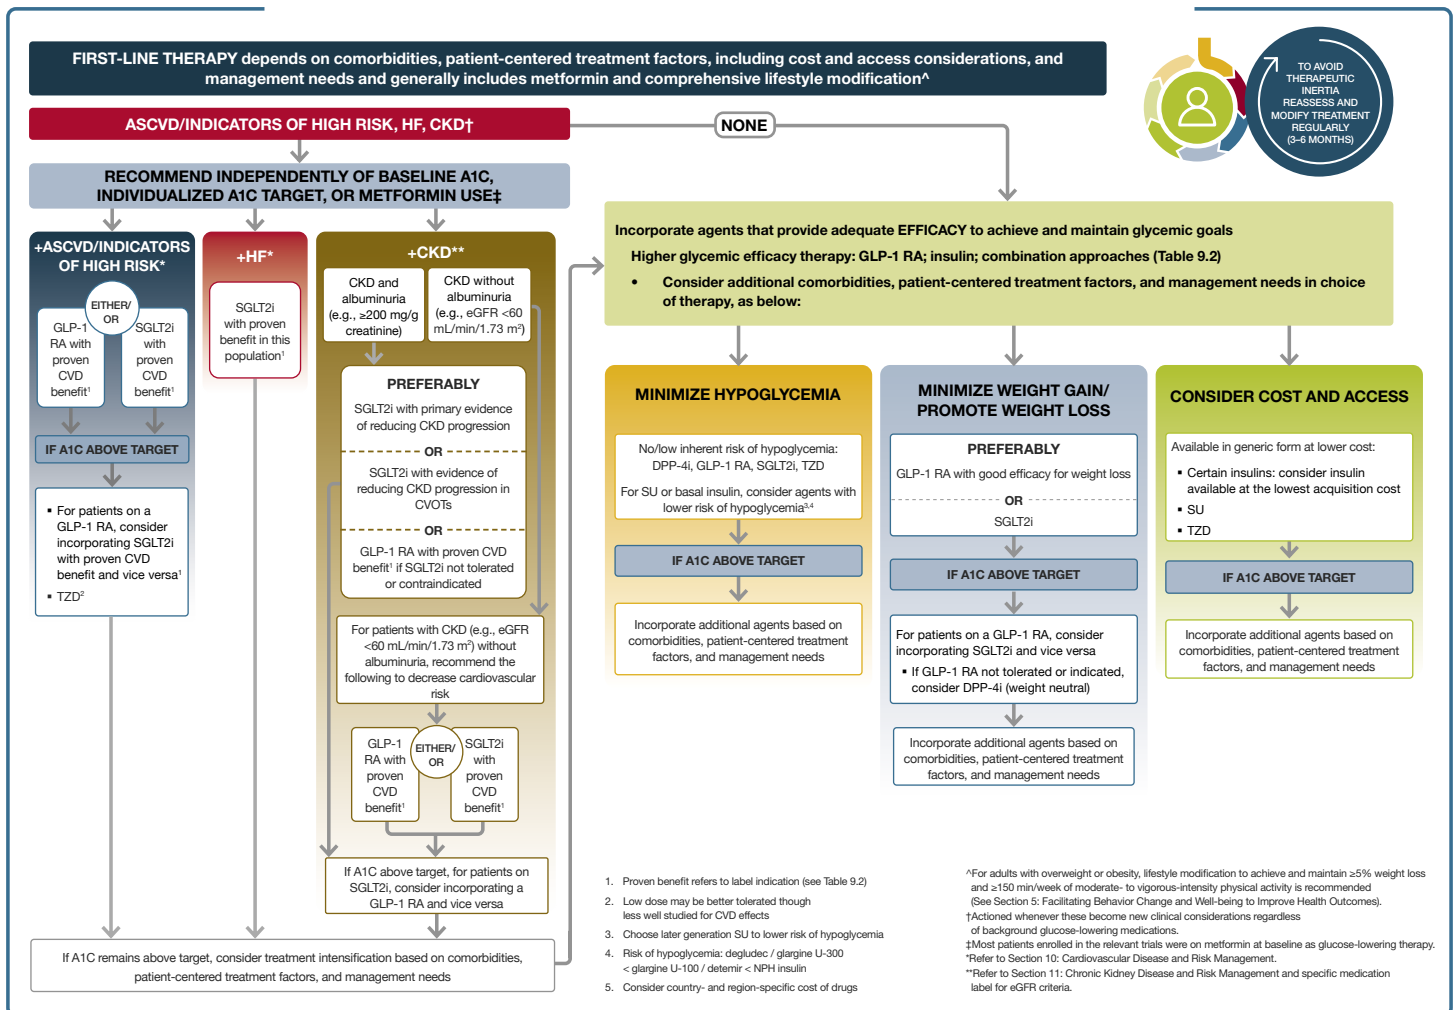 FIRST-LINE THERAPY depends on comorbidities, patient-centered treatment factors, including cost and access considerations, and
management needs and generally includes metformin and comprehensive lifestyle modification^
TO AVOID
THERAPEUTIC
INERTIA
REASSESS AND
MODIFY TREATMENT
REGULARLY
(3–6 MONTHS)
ASCVD/INDICATORS OF HIGH RISK, HF, CKD†
NONE
RECOMMEND INDEPENDENTLY OF BASELINE A1C,
INDIVIDUALIZED A1C TARGET, OR METFORMIN USE‡
+ASCVD/INDICATORS
OF HIGH RISK*
EITHER/
OR
GLP-1
RA with
proven
CVD
benefit¹
SGLT2i
with
proven
CVD
benefit¹
IF A1C ABOVE TARGET
▪ For patients on a
GLP-1 RA, consider
incorporating SGLT2i
with proven CVD
benefit and vice versa¹
▪ TZD²
+HF*
SGLT2i
with proven
benefit in this
population¹
+CKD**
CKD and
albuminuria
(e.g., ≥200 mg/g
creatinine)
CKD without
albuminuria
(e.g., eGFR <60
mL/min/1.73 m²)
PREFERABLY
SGLT2i with primary evidence
of reducing CKD progression
OR
SGLT2i with evidence of
reducing CKD progression in
CVOTs
OR
GLP-1 RA with proven CVD
benefit¹ if SGLT2i not tolerated
or contraindicated
For patients with CKD (e.g., eGFR
<60 mL/min/1.73 m²) without
albuminuria, recommend the
following to decrease cardiovascular
risk
EITHER/
OR
GLP-1
RA with
proven
CVD
benefit¹
SGLT2i
with
proven
CVD
benefit¹
If A1C above target, for patients on
SGLT2i, consider incorporating a
GLP-1 RA and vice versa
If A1C remains above target, consider treatment intensification based on comorbidities,
patient-centered treatment factors, and management needs
Incorporate agents that provide adequate EFFICACY to achieve and maintain glycemic goals
Higher glycemic efficacy therapy: GLP-1 RA; insulin; combination approaches (Table 9.2)
• Consider additional comorbidities, patient-centered treatment factors, and management needs in choice
of therapy, as below:
MINIMIZE HYPOGLYCEMIA
No/low inherent risk of hypoglycemia:
DPP-4i, GLP-1 RA, SGLT2i, TZD
For SU or basal insulin, consider agents with
lower risk of hypoglycemia³,⁴
IF A1C ABOVE TARGET
Incorporate additional agents based on
comorbidities, patient-centered treatment
factors, and management needs
MINIMIZE WEIGHT GAIN/
PROMOTE WEIGHT LOSS
PREFERABLY
GLP-1 RA with good efficacy for weight loss
OR
SGLT2i
IF A1C ABOVE TARGET
For patients on a GLP-1 RA, consider
incorporating SGLT2i and vice versa
▪ If GLP-1 RA not tolerated or indicated,
consider DPP-4i (weight neutral)
Incorporate additional agents based on
comorbidities, patient-centered treatment
factors, and management needs
CONSIDER COST AND ACCESS
Available in generic form at lower cost:
▪ Certain insulins: consider insulin
available at the lowest acquisition cost
▪ SU
▪ TZD
IF A1C ABOVE TARGET
Incorporate additional agents based on
comorbidities, patient-centered treatment
factors, and management needs
1. Proven benefit refers to label indication (see Table 9.2)
2. Low dose may be better tolerated though
less well studied for CVD effects
3. Choose later generation SU to lower risk of hypoglycemia
4. Risk of hypoglycemia: degludec / glargine U-300
< glargine U-100 / detemir < NPH insulin
5. Consider country- and region-specific cost of drugs
^For adults with overweight or obesity, lifestyle modification to achieve and maintain ≥5% weight loss
and ≥150 min/week of moderate- to vigorous-intensity physical activity is recommended
(See Section 5: Facilitating Behavior Change and Well-being to Improve Health Outcomes).
†Actioned whenever these become new clinical considerations regardless
of background glucose-lowering medications.
‡Most patients enrolled in the relevant trials were on metformin at baseline as glucose-lowering therapy.
*Refer to Section 10: Cardiovascular Disease and Risk Management.
**Refer to Section 11: Chronic Kidney Disease and Risk Management and specific medication
label for eGFR criteria.